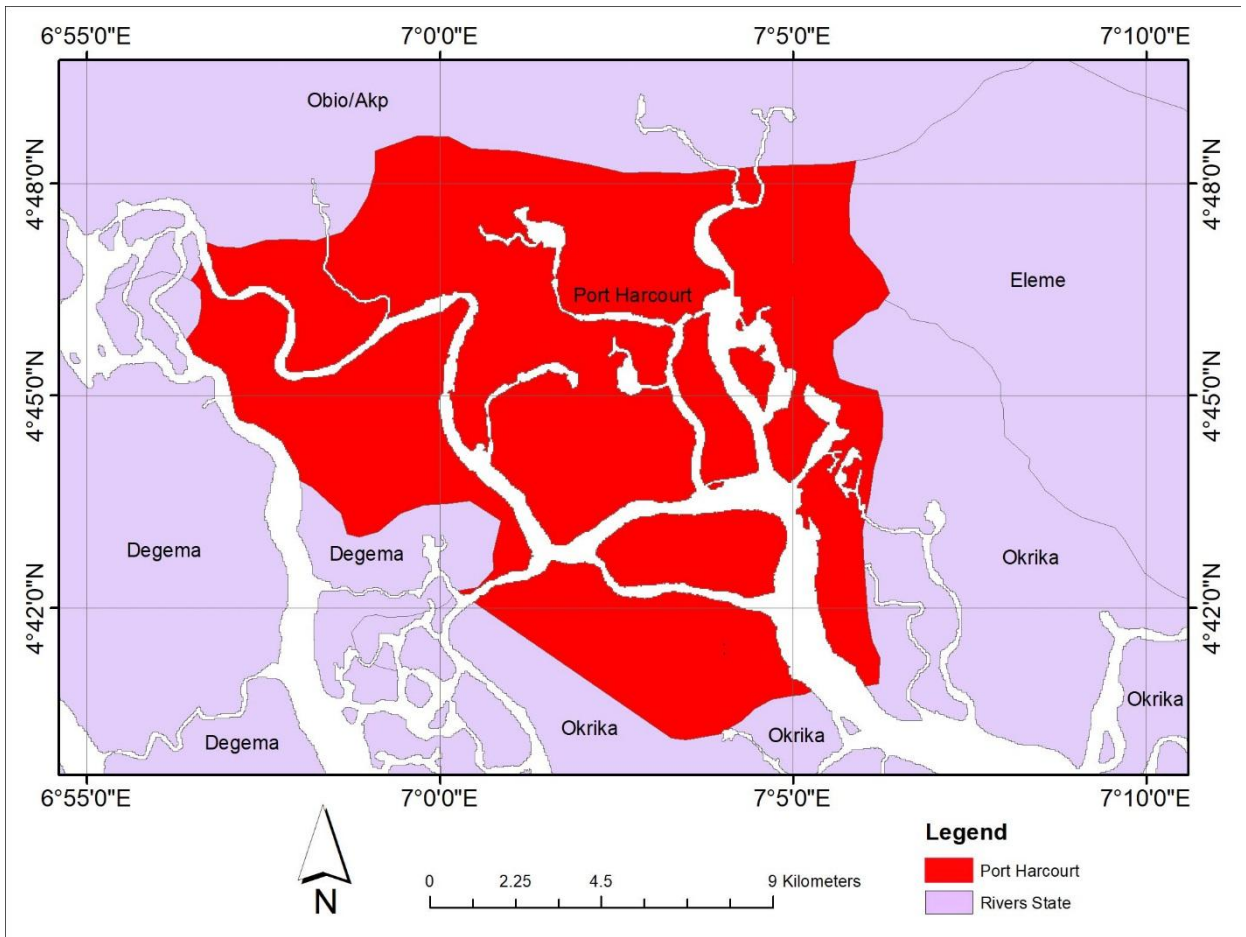 6°55'0"E
7°0'0"E
7°5'0"E
7°10'0"E
Obio/Akp
4°48'0"N
4°48'0"N
Eleme
Port Harcourt
4°45'0"N
4°45'0"N
Degema
Degema
Okrika
4°42'0"N
4°42'0"N
Degema
Okrika
Okrika
Okrika
6°55'0"E
7°0'0"E
7°5'0"E
7°10'0"E
N
0
2.25
4.5
9 Kilometers
Legend
Port Harcourt
Rivers State